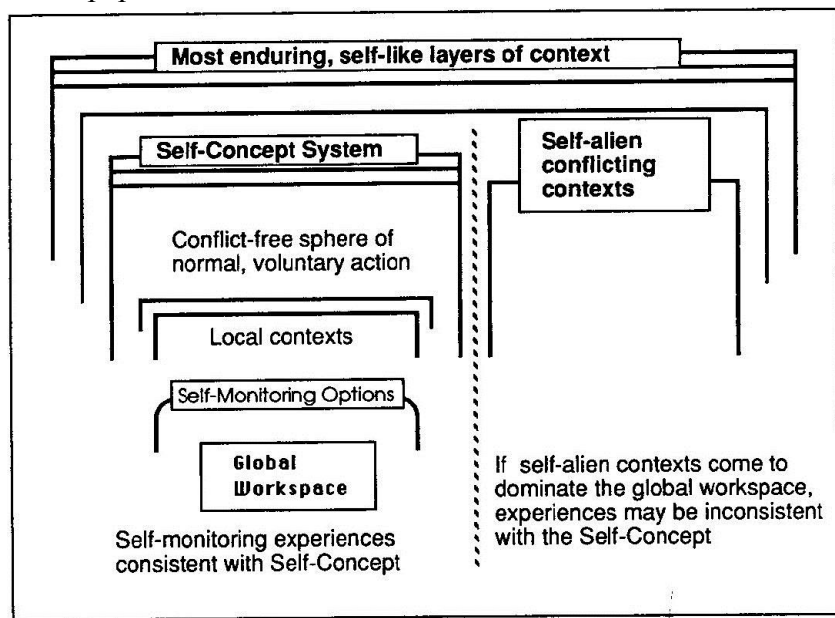 Most enduring, self-like layers of context
Self-Concept System
Conflict-free sphere of
normal, voluntary action
Local contexts
Self-Monitoring Options
Global
Workspace
Self-monitoring experiences
consistent with Self-Concept
Self-alien
conflicting
contexts
If self-alien contexts come to
dominate the global workspace,
experiences may be inconsistent
with the Self-Concept